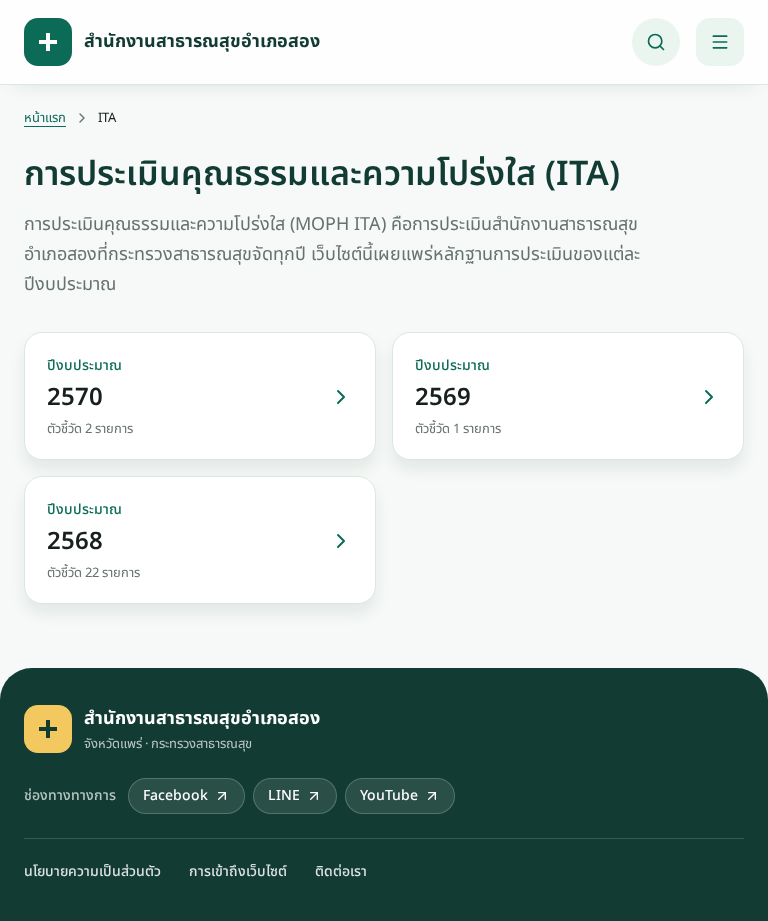 สำนักงานสาธารณสุขอำเภอสอง
หน้าแรก
ITA
การประเมินคุณธรรมและความโปร่งใส (ITA)
การประเมินคุณธรรมและความโปร่งใส (MOPH ITA) คือการประเมินสำนักงานสาธารณสุข
อำเภอสองที่กระทรวงสาธารณสุขจัดทุกปี เว็บไซต์นี้เผยแพร่หลักฐานการประเมินของแต่ละ
ปีงบประมาณ
ปีงบประมาณ
2570
ตัวชี้วัด 2 รายการ
ปีงบประมาณ
2569
ตัวชี้วัด 1 รายการ
ปีงบประมาณ
2568
ตัวชี้วัด 22 รายการ
สำนักงานสาธารณสุขอำเภอสอง
จังหวัดแพร่ · กระทรวงสาธารณสุข
ช่องทางทางการ
Facebook
LINE
YouTube
นโยบายความเป็นส่วนตัว
การเข้าถึงเว็บไซต์
ติดต่อเรา